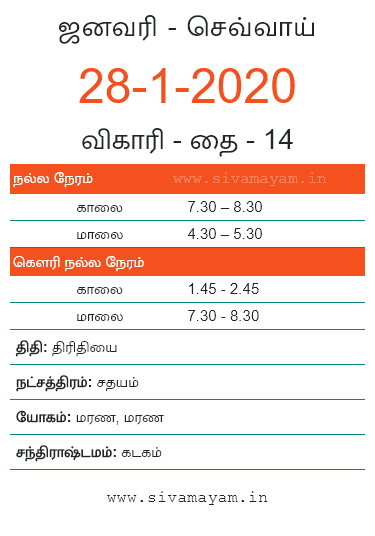 ஜனவரி - செவ்வாய்
28-1-2020
விகாரி - தை - 14
நல்ல நேரம் www.sivamayam.in
காலை 7.30 – 8.30
மாலை 4.30 – 5.30
கௌரி நல்ல நேரம்
காலை 1.45 - 2.45
மாலை 7.30 - 8.30
திதி: திரிதியை
நட்சத்திரம்: சதயம்
யோகம்: மரண, மரண
சந்திராஷ்டமம்: கடகம்
www.sivamayam.in